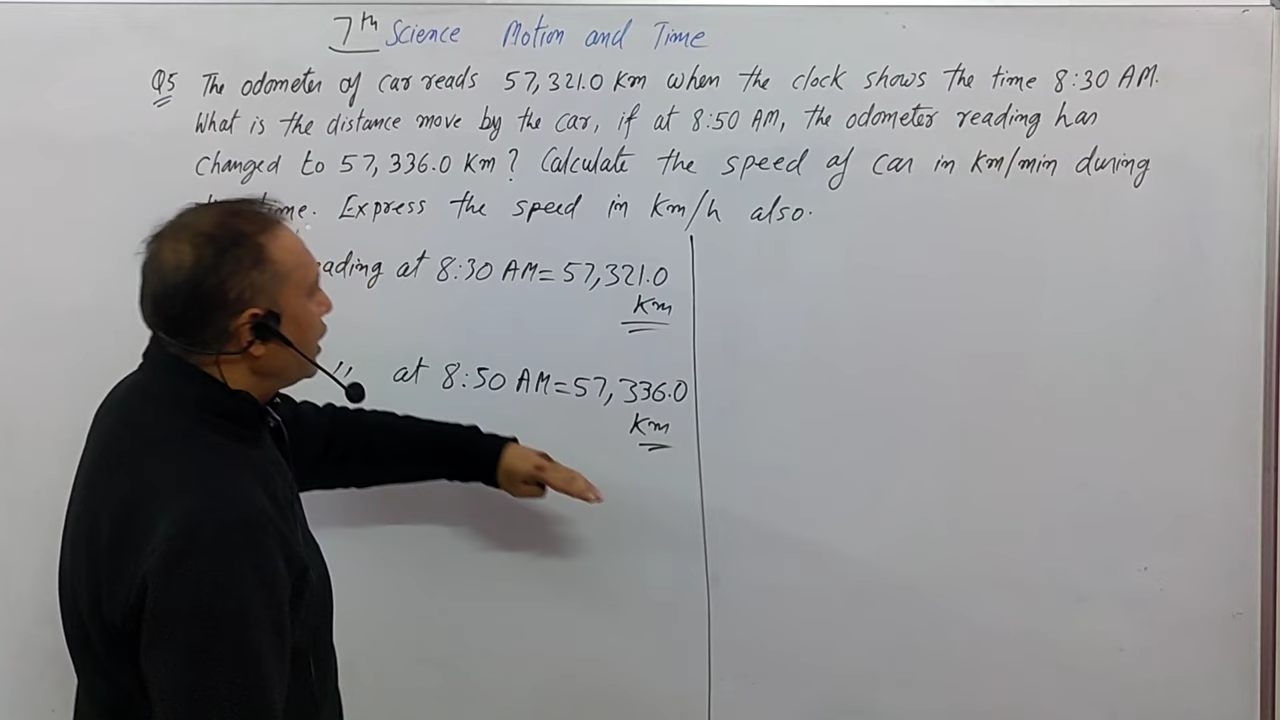 7th Science Motion and Time
Q5 The odometer of car reads 57,321.0 Km when the clock shows the time 8:30 AM.
What is the distance move by the car, if at 8:50 AM, the odometer reading has
changed to 57,336.0 Km? Calculate the speed of car in Km/min during
time. Express the speed in Km/h also.
ading at 8:30 AM = 57,321.0
Km
" at 8:50 AM = 57,336.0
Km